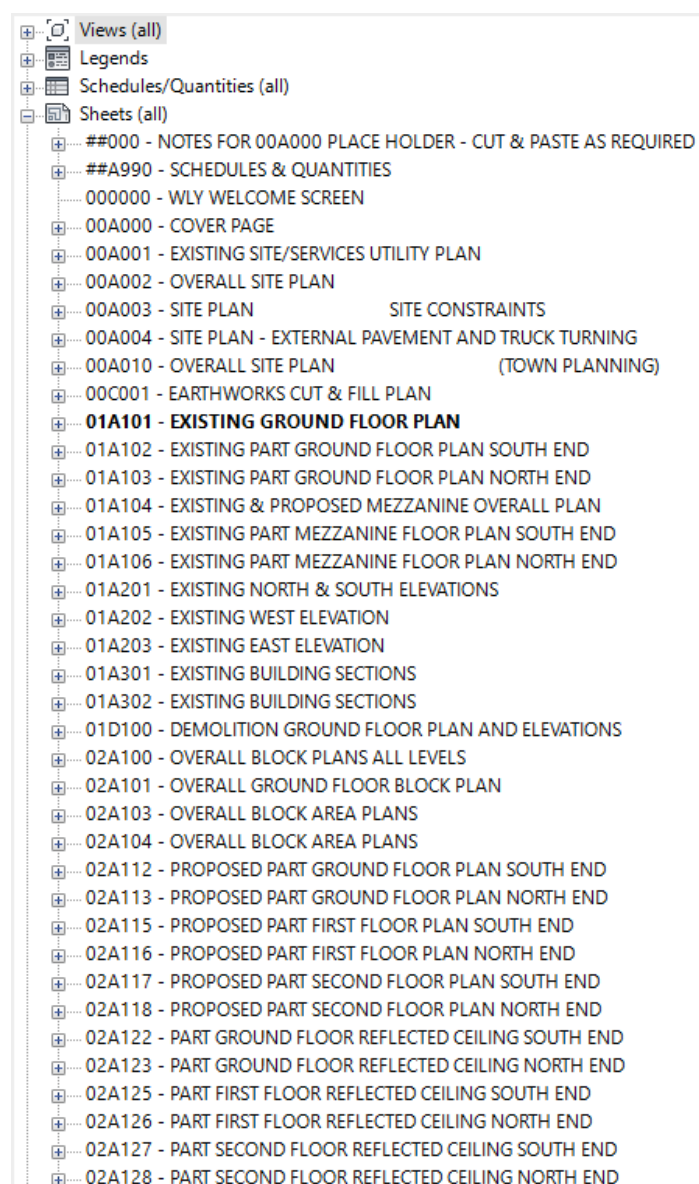 Views (all)
Legends
Schedules/Quantities (all)
Sheets (all)
##000 - NOTES FOR 00A000 PLACE HOLDER - CUT & PASTE AS REQUIRED
##A990 - SCHEDULES & QUANTITIES
000000 - WLY WELCOME SCREEN
00A000 - COVER PAGE
00A001 - EXISTING SITE/SERVICES UTILITY PLAN
00A002 - OVERALL SITE PLAN
00A003 - SITE PLAN SITE CONSTRAINTS
00A004 - SITE PLAN - EXTERNAL PAVEMENT AND TRUCK TURNING
00A010 - OVERALL SITE PLAN (TOWN PLANNING)
00C001 - EARTHWORKS CUT & FILL PLAN
01A101 - EXISTING GROUND FLOOR PLAN
01A102 - EXISTING PART GROUND FLOOR PLAN SOUTH END
01A103 - EXISTING PART GROUND FLOOR PLAN NORTH END
01A104 - EXISTING & PROPOSED MEZZANINE OVERALL PLAN
01A105 - EXISTING PART MEZZANINE FLOOR PLAN SOUTH END
01A106 - EXISTING PART MEZZANINE FLOOR PLAN NORTH END
01A201 - EXISTING NORTH & SOUTH ELEVATIONS
01A202 - EXISTING WEST ELEVATION
01A203 - EXISTING EAST ELEVATION
01A301 - EXISTING BUILDING SECTIONS
01A302 - EXISTING BUILDING SECTIONS
01D100 - DEMOLITION GROUND FLOOR PLAN AND ELEVATIONS
02A100 - OVERALL BLOCK PLANS ALL LEVELS
02A101 - OVERALL GROUND FLOOR BLOCK PLAN
02A103 - OVERALL BLOCK AREA PLANS
02A104 - OVERALL BLOCK AREA PLANS
02A112 - PROPOSED PART GROUND FLOOR PLAN SOUTH END
02A113 - PROPOSED PART GROUND FLOOR PLAN NORTH END
02A115 - PROPOSED PART FIRST FLOOR PLAN SOUTH END
02A116 - PROPOSED PART FIRST FLOOR PLAN NORTH END
02A117 - PROPOSED PART SECOND FLOOR PLAN SOUTH END
02A118 - PROPOSED PART SECOND FLOOR PLAN NORTH END
02A122 - PART GROUND FLOOR REFLECTED CEILING SOUTH END
02A123 - PART GROUND FLOOR REFLECTED CEILING NORTH END
02A125 - PART FIRST FLOOR REFLECTED CEILING SOUTH END
02A126 - PART FIRST FLOOR REFLECTED CEILING NORTH END
02A127 - PART SECOND FLOOR REFLECTED CEILING SOUTH END
02A128 - PART SECOND FLOOR REFLECTED CEILING NORTH END